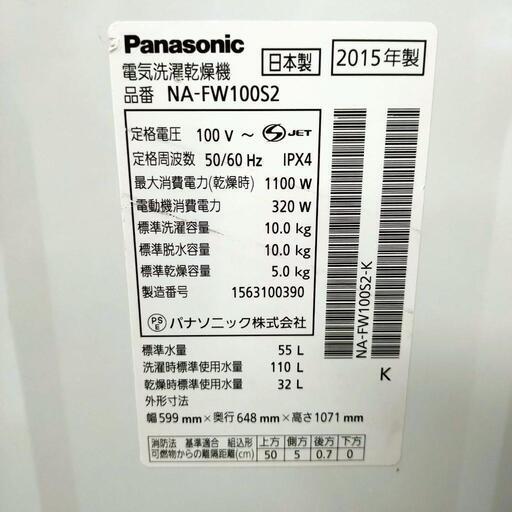 Panasonic 日本製 2015年製
電気洗濯乾燥機
品番 NA-FW100S2
定格電圧 100 V ~ S JET
定格周波数 50/60 Hz IPX4
最大消費電力(乾燥時) 1100 W
電動機消費電力 320 W
標準洗濯容量 10.0 kg
標準脱水容量 10.0 kg
標準乾燥容量 5.0 kg
製造番号 1563100390
PSE パナソニック株式会社
標準水量 55 L
洗濯時標準使用水量 110 L
乾燥時標準使用水量 32 L
外形寸法
幅 599 mm×奥行 648 mm×高さ 1071 mm
消防法 基準適合 組込形 上方 側方 後方 下方
可燃物からの離隔距離(cm) 50 5 0.7 0
NA-FW100S2-K
K